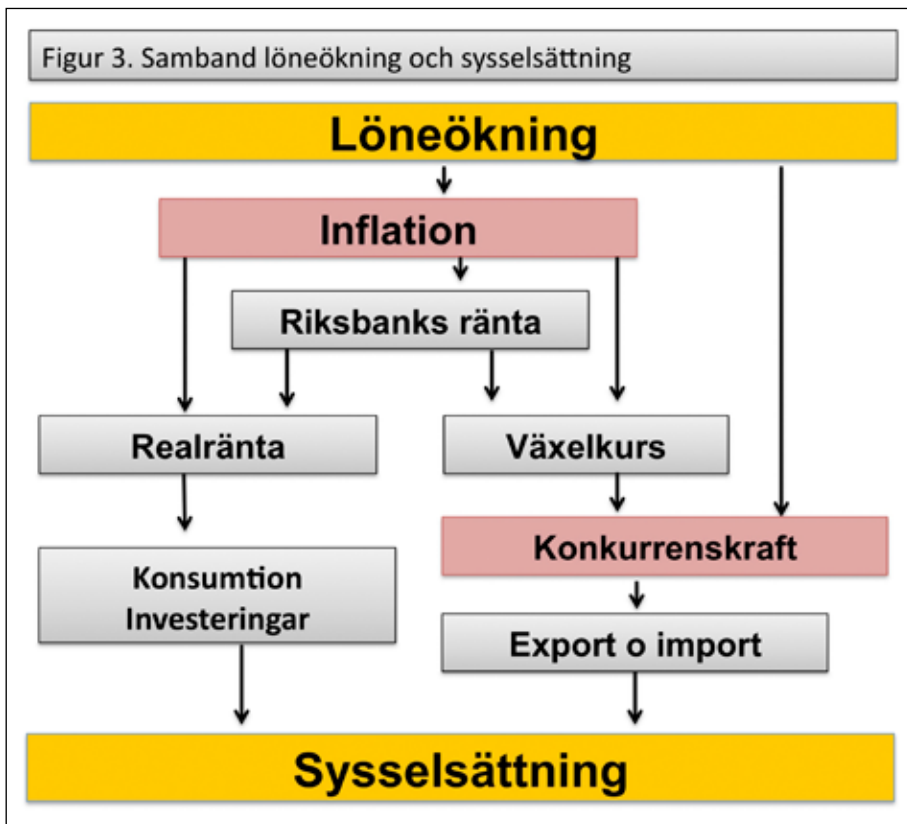 Figur 3. Samband löneökning och sysselsättning
Löneökning
Inflation
Riksbanks ränta
Realränta
Växelkurs
Konkurrenskraft
Konsumtion
Investeringar
Export o import
Sysselsättning